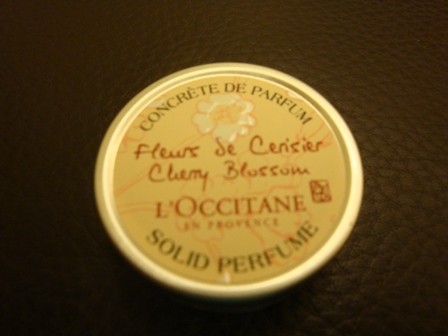 CONCRÈTE DE PARFUM
Fleurs de Cerisier
Cherry Blossom
L'OCCITANE
EN PROVENCE
SOLID PERFUME